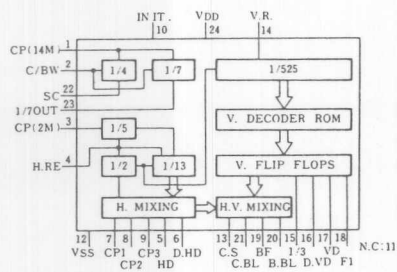 INIT. VDD V.R.
10 24 14
CP(14M) 1
C/BW 2
1/4 1/7 1/525
SC 22
1/7OUT 23
V. DECODER ROM
CP(2M) 3
1/5
H.RE 4
1/2 1/13 V. FLIP FLOPS
H. MIXING H.V. MIXING
12 7 8 9 5 6 13 21 19 20 15 16 17 18 N.C:11
VSS CP1 CP3 D.HD C.S BF 1/3 VD
CP2 HD C.BL B.BL D.VD F1